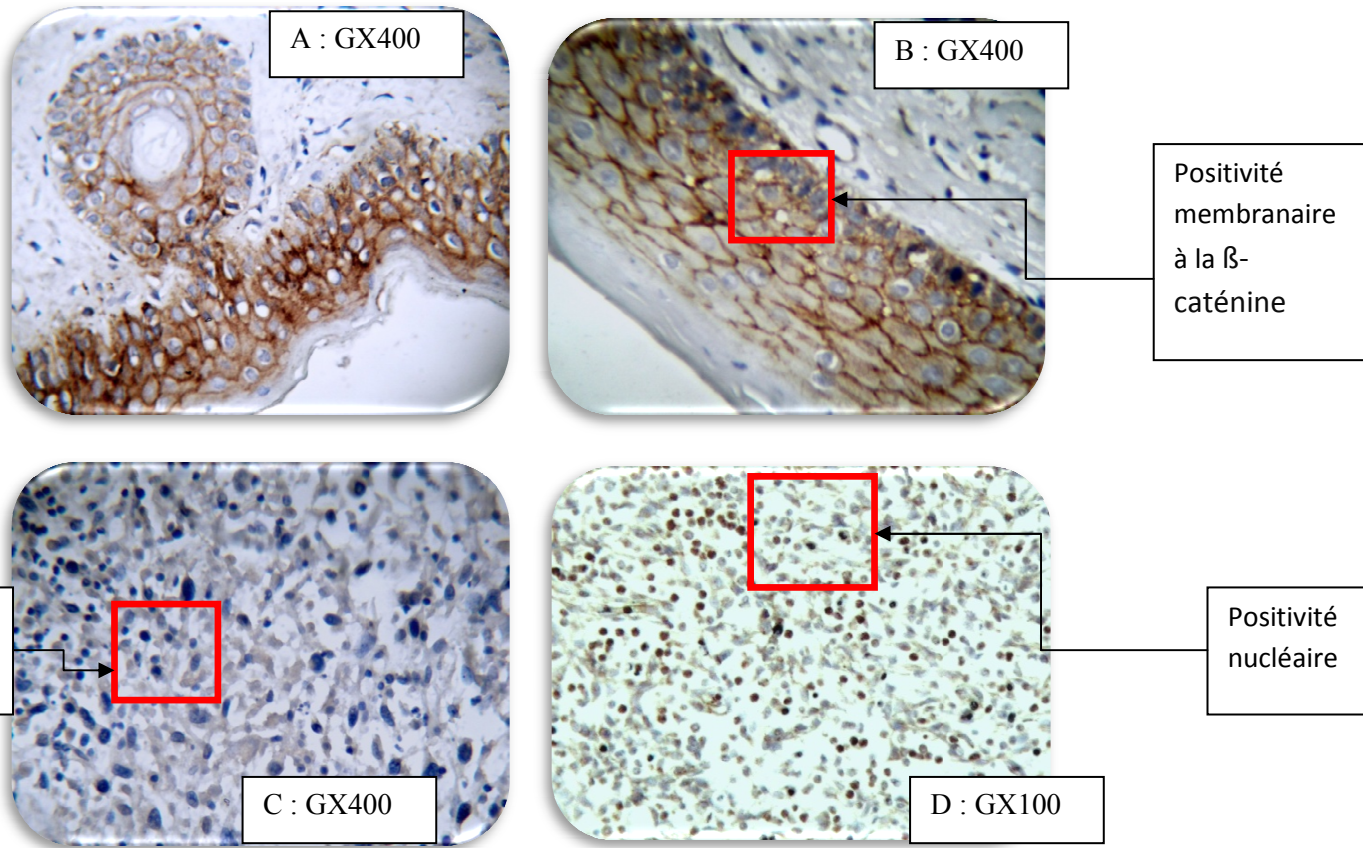 A : GX400
B : GX400
Positivité
membranaire
à la ß-
caténine
C : GX400
D : GX100
Positivité
nucléaire